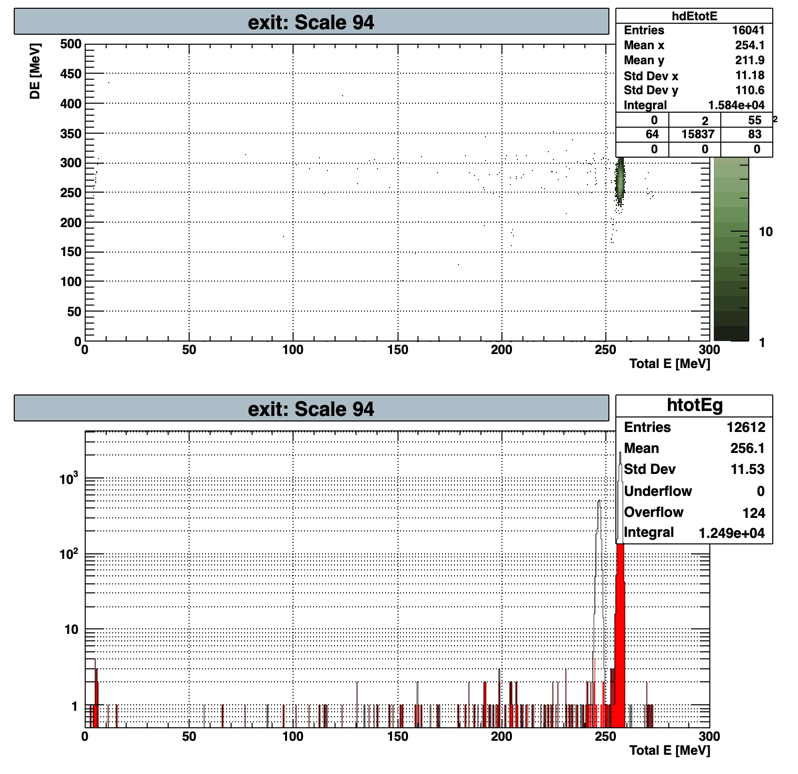 exit: Scale 94
hdEtotE
Entries 16041
Mean x 254.1
Mean y 211.9
Std Dev x 11.18
Std Dev y 110.6
Integral 1.584e+04
0 2 55
64 15837 83
0 0 0
2
DE [MeV]
500
450
400
350
300
250
200
150
100
50
0
0 50 100 150 200 250 300
Total E [MeV]
10
1
exit: Scale 94
htotEg
Entries 12612
Mean 256.1
Std Dev 11.53
Underflow 0
Overflow 124
Integral 1.249e+04
10³
10²
10
1
0 50 100 150 200 250 300
Total E [MeV]